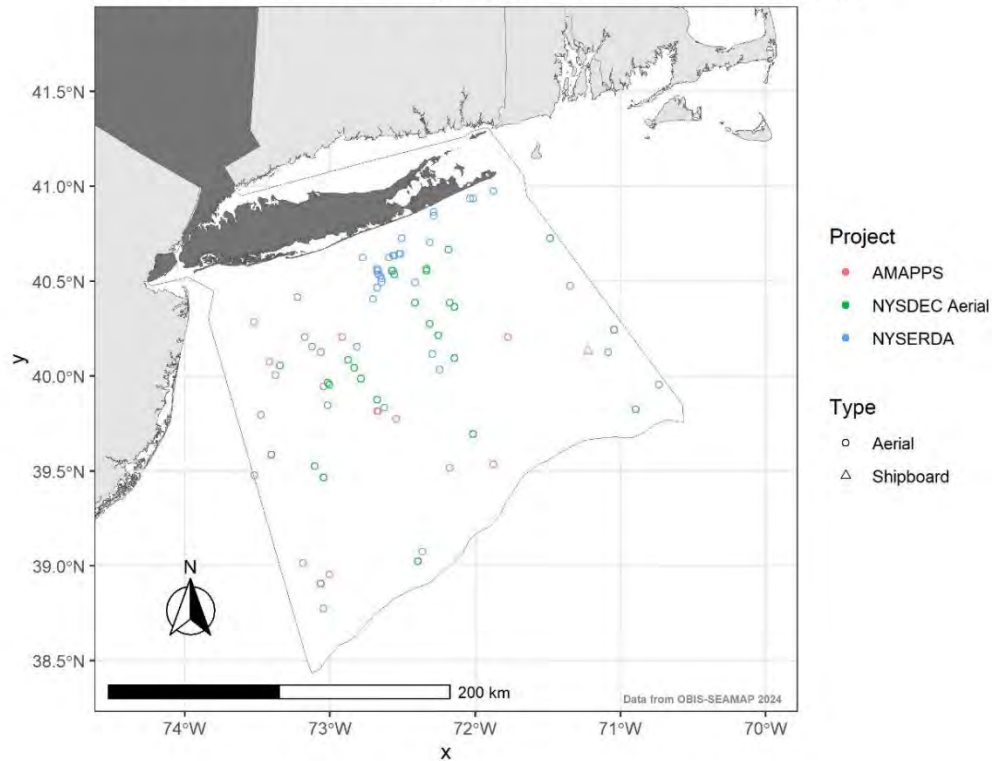 41.5°N
41.0°N
40.5°N
40.0°N
39.5°N
39.0°N
38.5°N
y
N
200 km
Data from OBIS-SEAMAP 2024
74°W
73°W
72°W
71°W
70°W
x
Project
AMAPPS
NYSDEC Aerial
NYSERDA
Type
Aerial
Shipboard